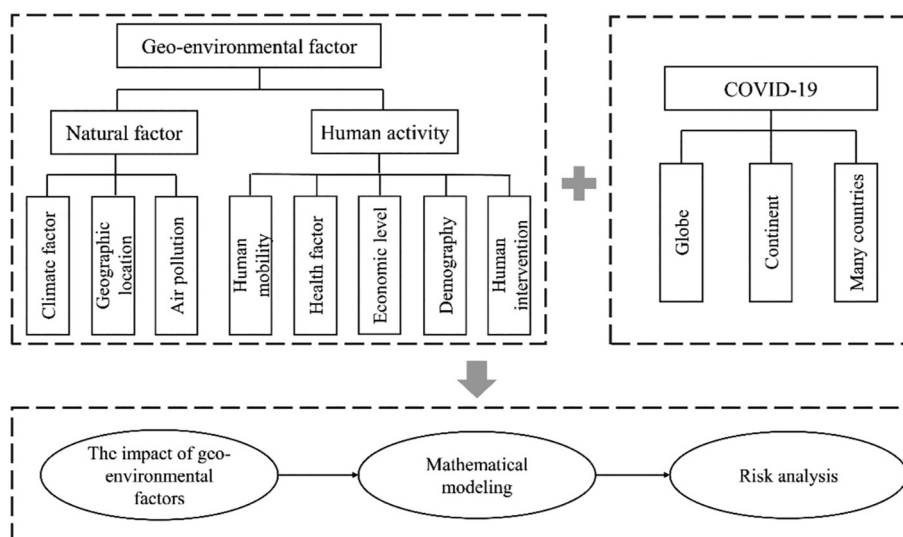 Geo-environmental factor
Natural factor
Human activity
Climate factor
Geographic
location
Air pollution
Human
mobility
Health factor
Economic level
Demography
Human
intervention
COVID-19
Globe
Continent
Many countries
The impact of geo-
environmental
factors
Mathematical
modeling
Risk analysis